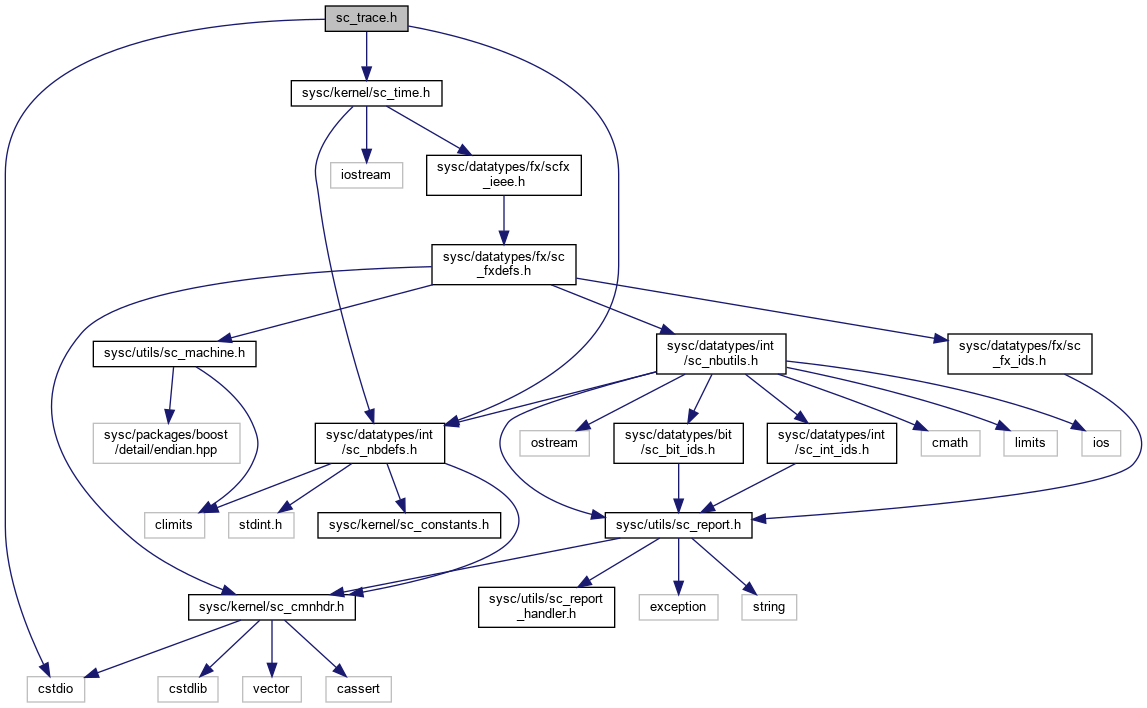 sc_trace.h
sysc/kernel/sc_time.h
iostream
sysc/datatypes/fx/scfx
_ieee.h
sysc/datatypes/fx/sc
_fxdefs.h
sysc/utils/sc_machine.h
sysc/datatypes/int
/sc_nbutils.h
sysc/datatypes/fx/sc
_fx_ids.h
sysc/packages/boost
/detail/endian.hpp
sysc/datatypes/int
/sc_nbdefs.h
ostream
sysc/datatypes/bit
/sc_bit_ids.h
sysc/datatypes/int
/sc_int_ids.h
cmath
limits
ios
climits
stdint.h
sysc/kernel/sc_constants.h
sysc/utils/sc_report.h
sysc/kernel/sc_cmnhdr.h
sysc/utils/sc_report
_handler.h
exception
string
cstdio
cstdlib
vector
cassert